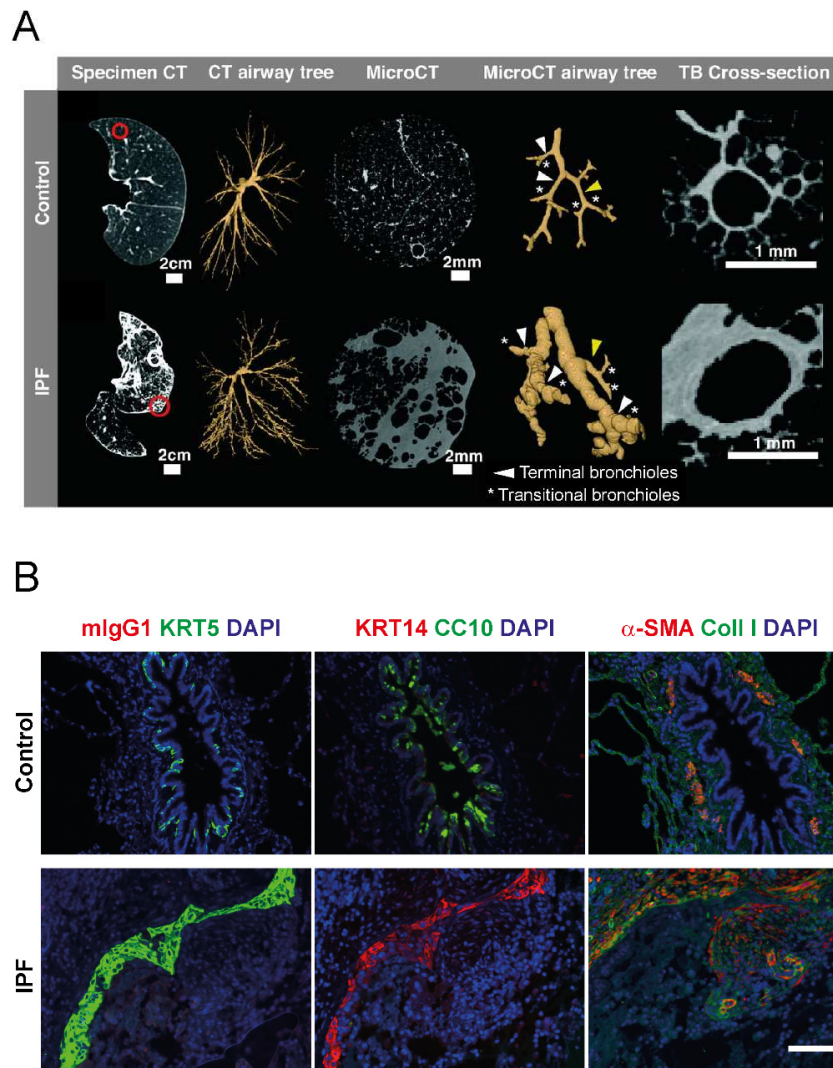 A
Specimen CT CT airway tree MicroCT MicroCT airway tree TB Cross-section
Control
2cm 2mm 1 mm
IPF
2cm 2mm 1 mm
Terminal bronchioles
* Transitional bronchioles
B
mIgG1 KRT5 DAPI KRT14 CC10 DAPI α-SMA Coll I DAPI
Control
IPF